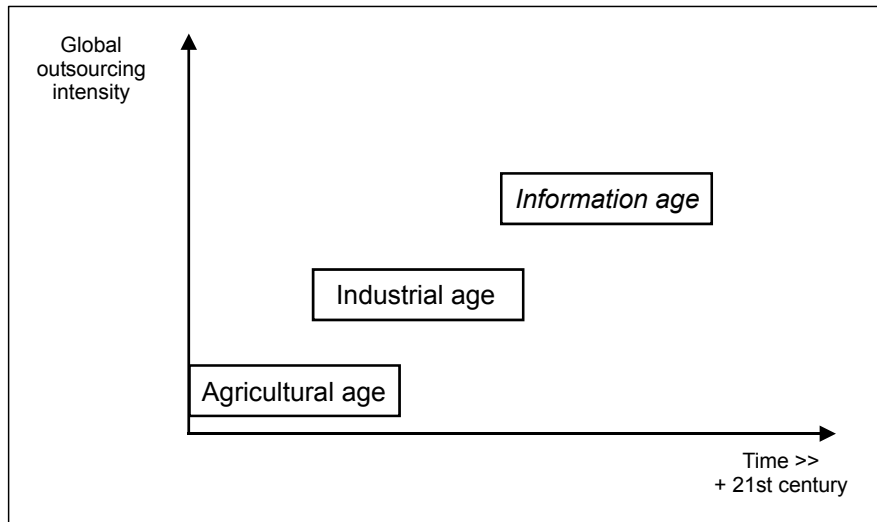 Global
outsourcing
intensity
Information age
Industrial age
Agricultural age
Time >>
+ 21st century